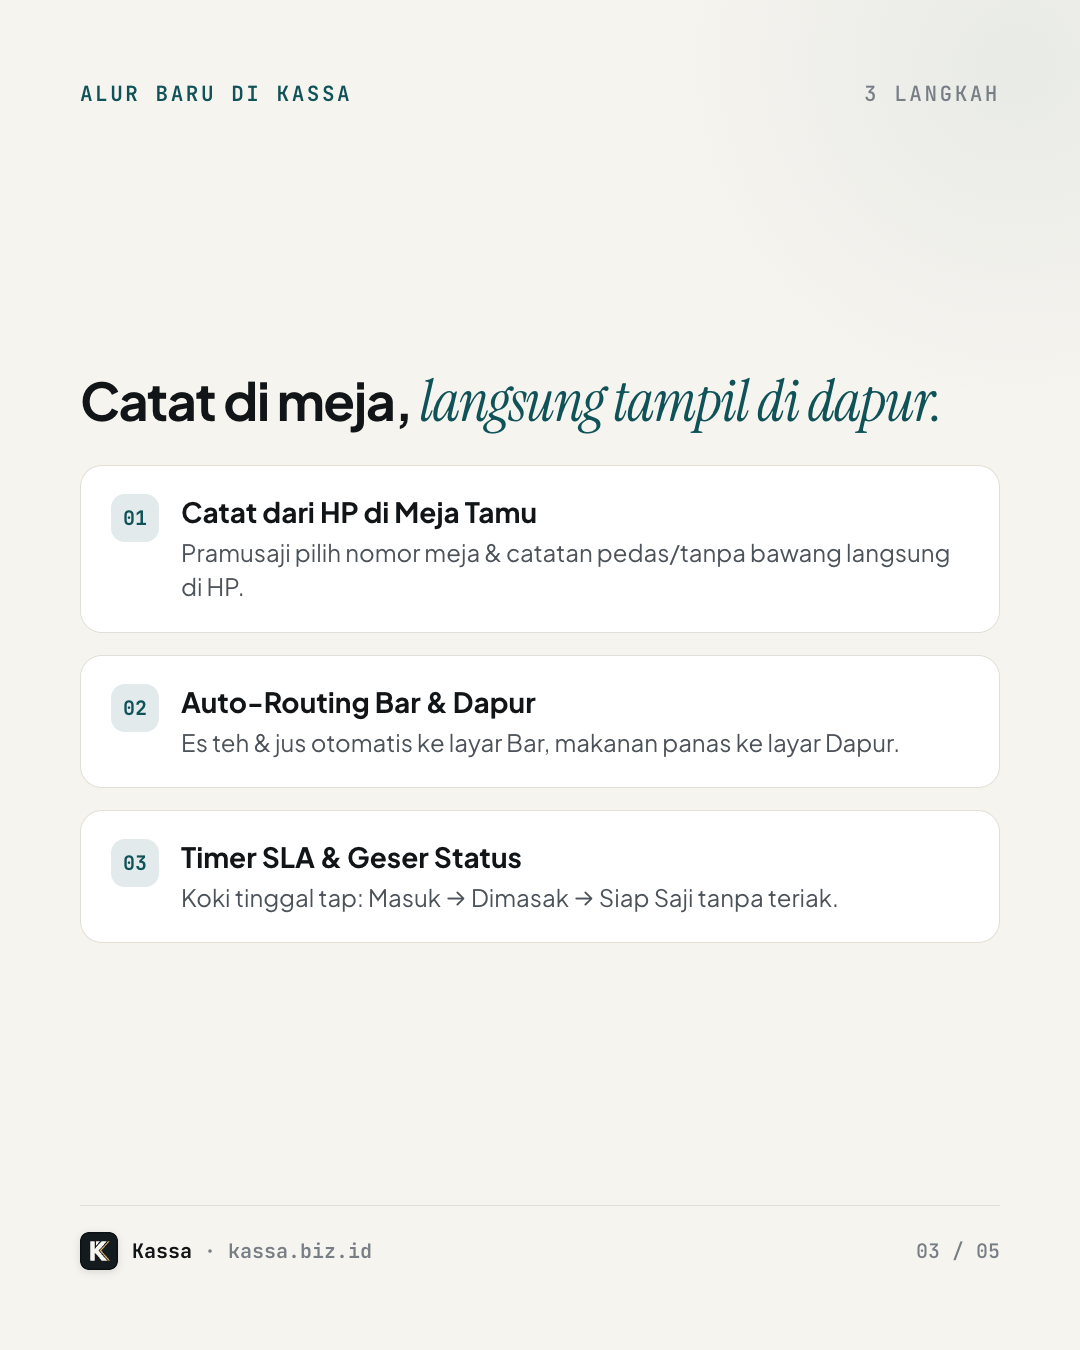 ALUR BARU DI KASSA
3 LANGKAH
Catat di meja, langsung tampil di dapur.
01
Catat dari HP di Meja Tamu
Pramusaji pilih nomor meja & catatan pedas/tanpa bawang langsung
di HP.
02
Auto-Routing Bar & Dapur
Es teh & jus otomatis ke layar Bar, makanan panas ke layar Dapur.
03
Timer SLA & Geser Status
Koki tinggal tap: Masuk → Dimasak → Siap Saji tanpa teriak.
K Kassa · kassa.biz.id
03 / 05